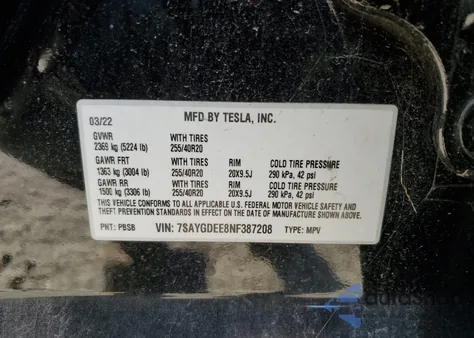 03/22 MFD BY TESLA, INC.
GVWR WITH TIRES
2369 kg (5224 lb) 255/40R20
GAWR FRT WITH TIRES RIM COLD TIRE PRESSURE
1363 kg (3004 lb) 255/40R20 20X9.5J 290 kPa, 42 psi
GAWR RR WITH TIRES RIM COLD TIRE PRESSURE
1500 kg (3306 lb) 255/40R20 20X9.5J 290 kPa, 42 psi
THIS VEHICLE CONFORMS TO ALL APPLICABLE U.S. FEDERAL MOTOR VEHICLE SAFETY AND THEFT
PREVENTION STANDARDS IN EFFECT ON THE DATE OF MANUFACTURE SHOWN ABOVE.
PNT: PBSB VIN: 7SAYGDEE8NF387208 TYPE: MPV